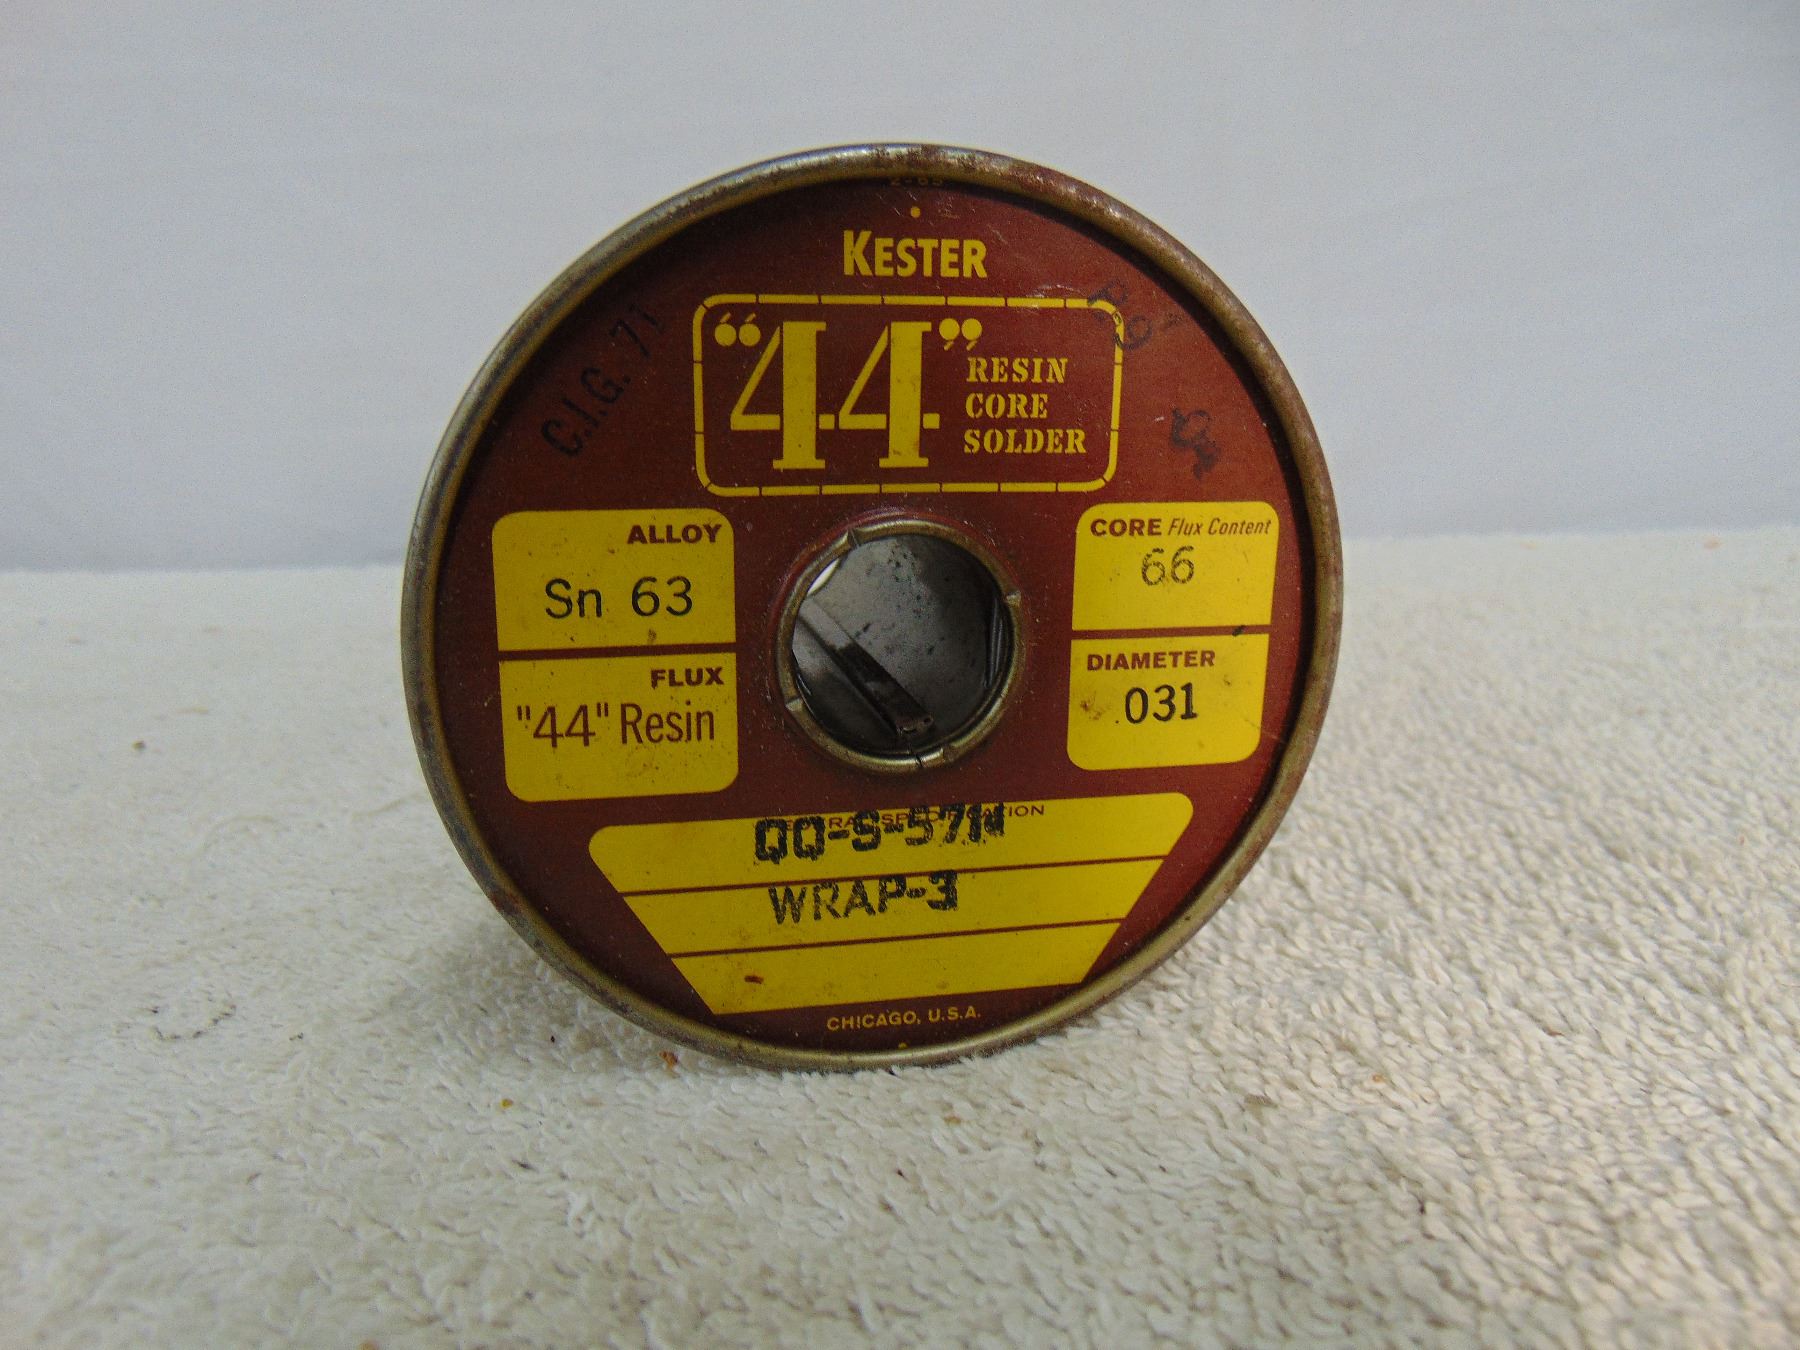 KESTER
"44"
RESIN
CORE
SOLDER
C.I.G. 71
ALLOY
Sn 63
FLUX
"44" Resin
CORE Flux Content
66
DIAMETER
.031
QQ-S-571
WRAP-3
CHICAGO, U.S.A.